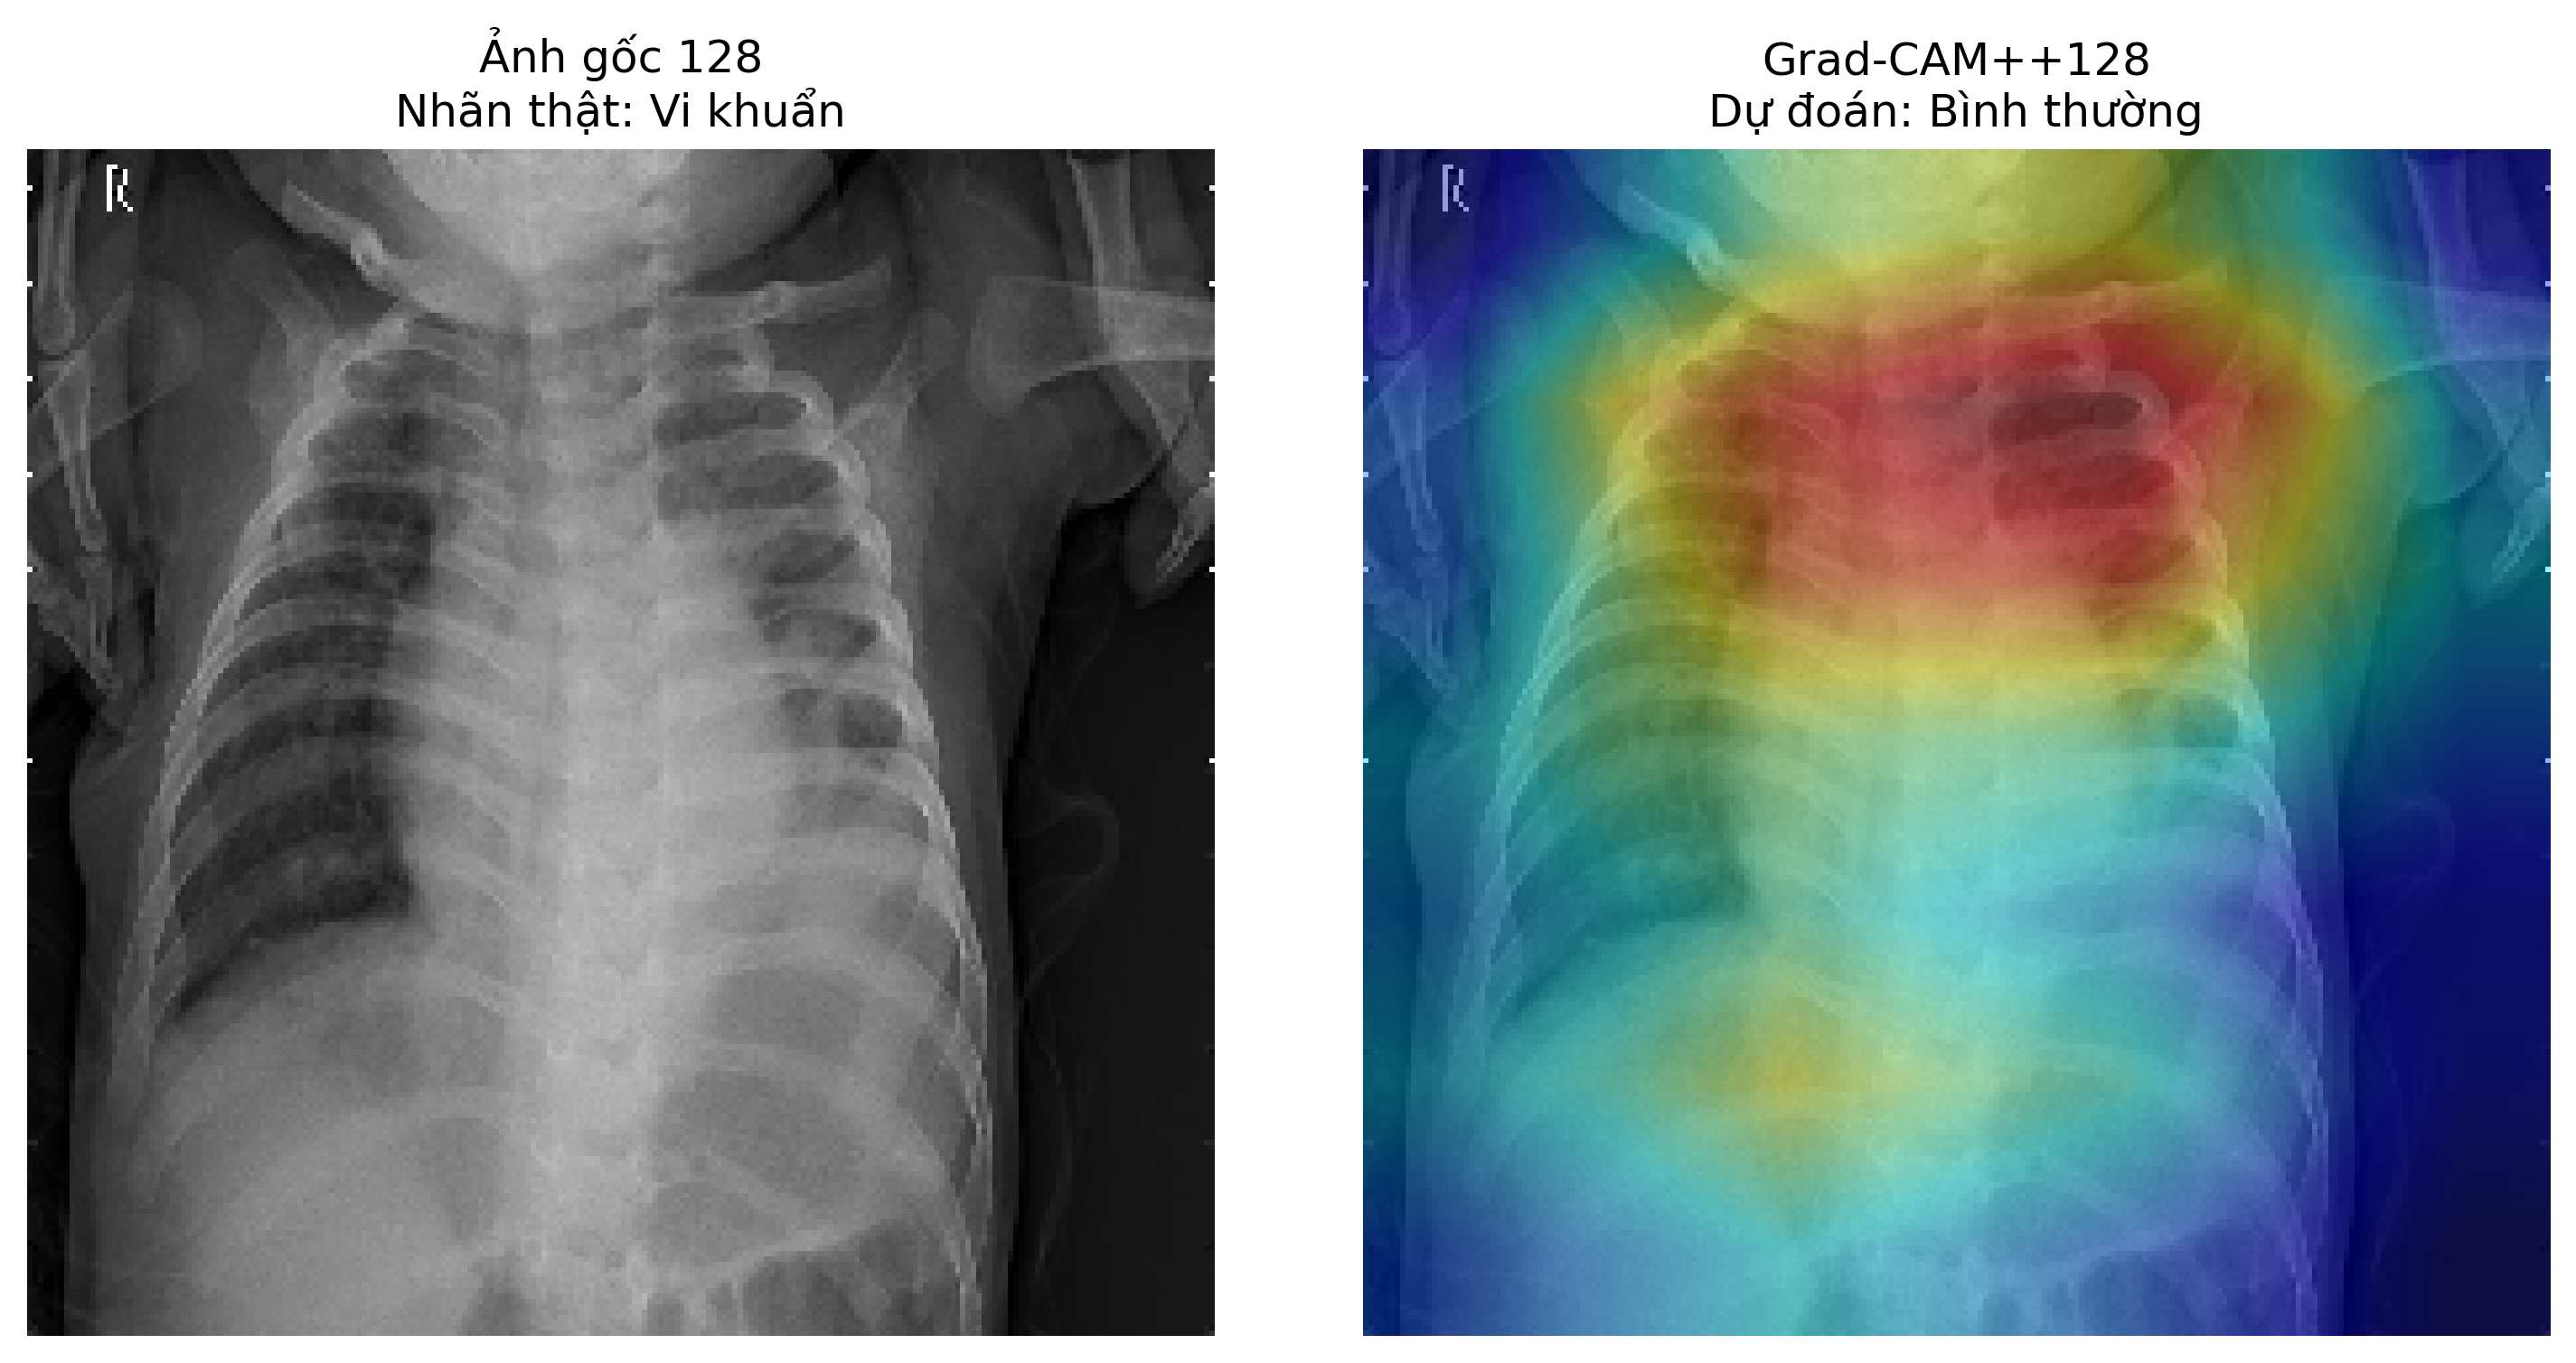 Ảnh gốc 128
Nhãn thật: Vi khuẩn
Grad-CAM++128
Dự đoán: Bình thường
R
R